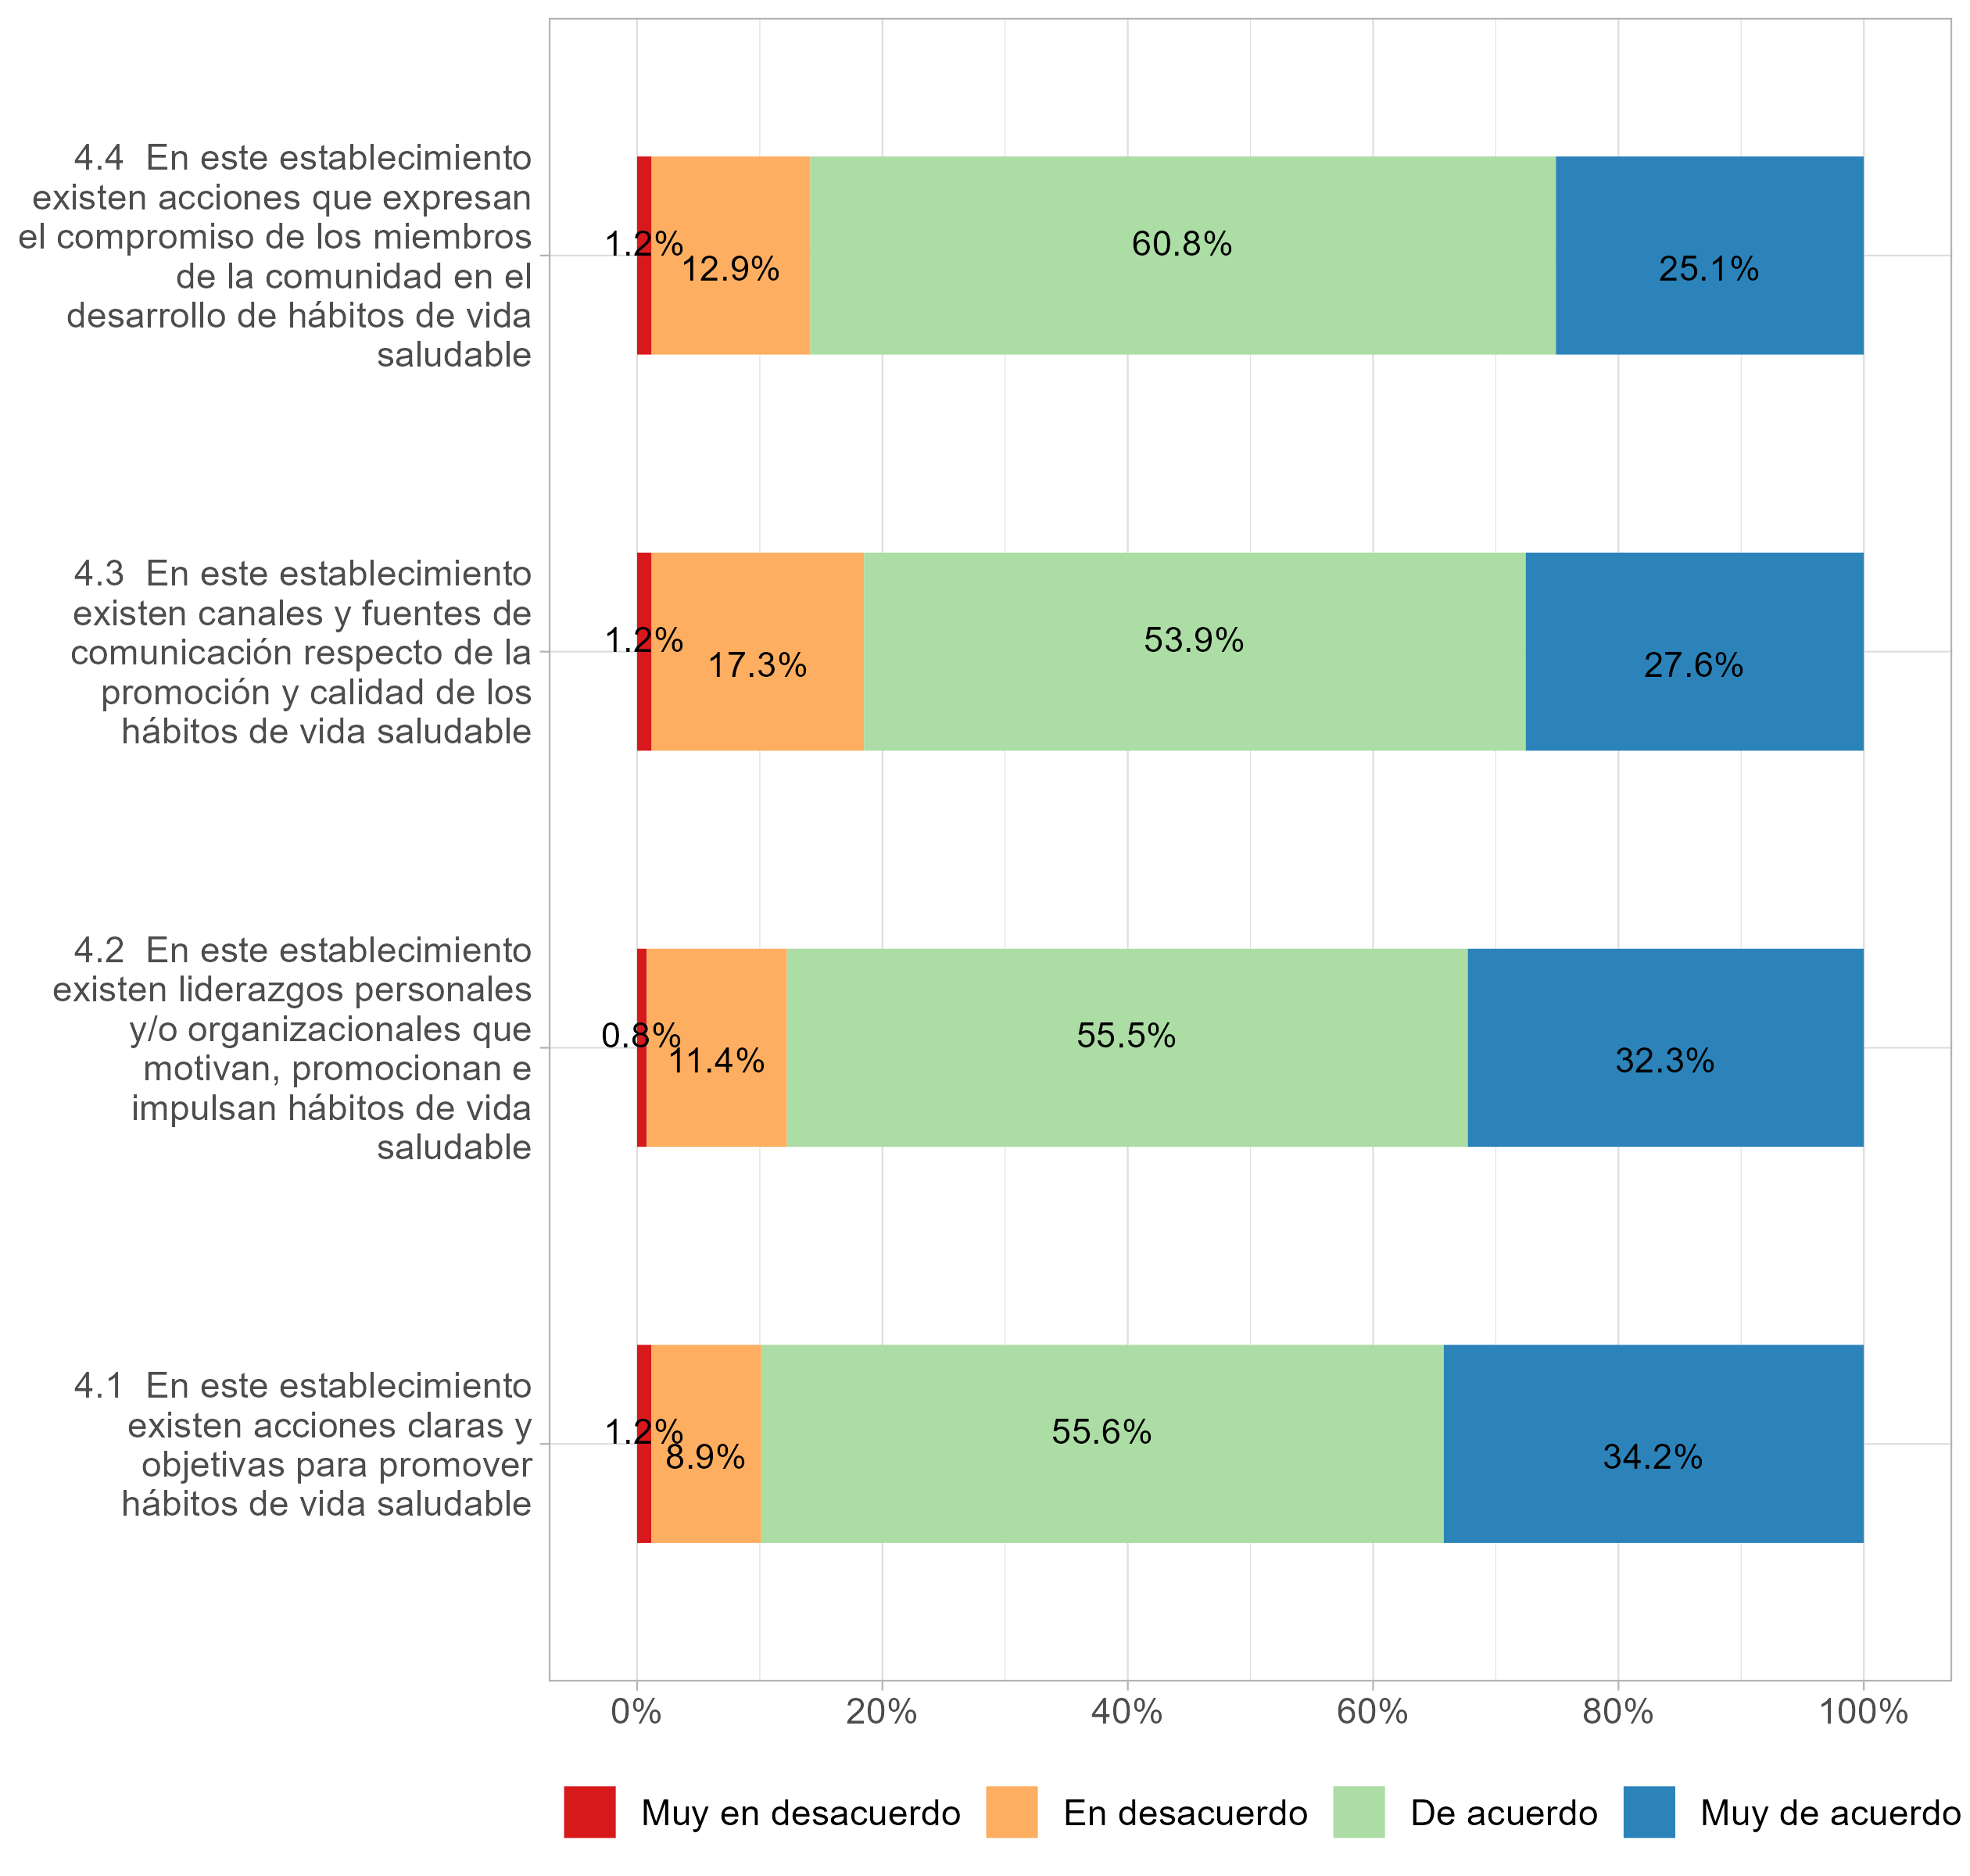 4.4  En este establecimiento
existen acciones que expresan
el compromiso de los miembros
de la comunidad en el
desarrollo de hábitos de vida
saludable
1.2%
12.9%
60.8%
25.1%
4.3  En este establecimiento
existen canales y fuentes de
comunicación respecto de la
promoción y calidad de los
hábitos de vida saludable
1.2%
17.3%
53.9%
27.6%
4.2  En este establecimiento
existen liderazgos personales
y/o organizacionales que
motivan, promocionan e
impulsan hábitos de vida
saludable
0.8%
11.4%
55.5%
32.3%
4.1  En este establecimiento
existen acciones claras y
objetivas para promover
hábitos de vida saludable
1.2%
8.9%
55.6%
34.2%
0% 20% 40% 60% 80% 100%
Muy en desacuerdo En desacuerdo De acuerdo Muy de acuerdo